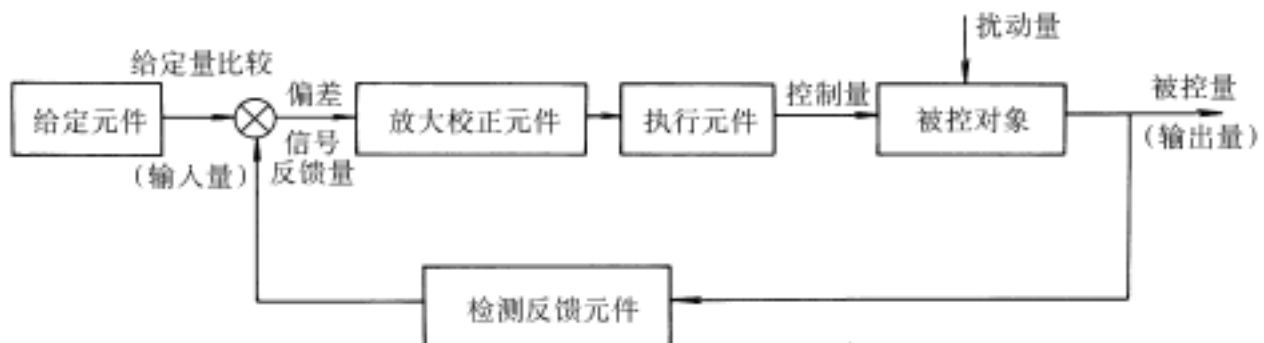 扰动量
给定量比较
给定元件
偏差
信号
放大校正元件
执行元件
控制量
被控对象
被控量
(输出量)
(输人量)
反馈量
检测反馈元件